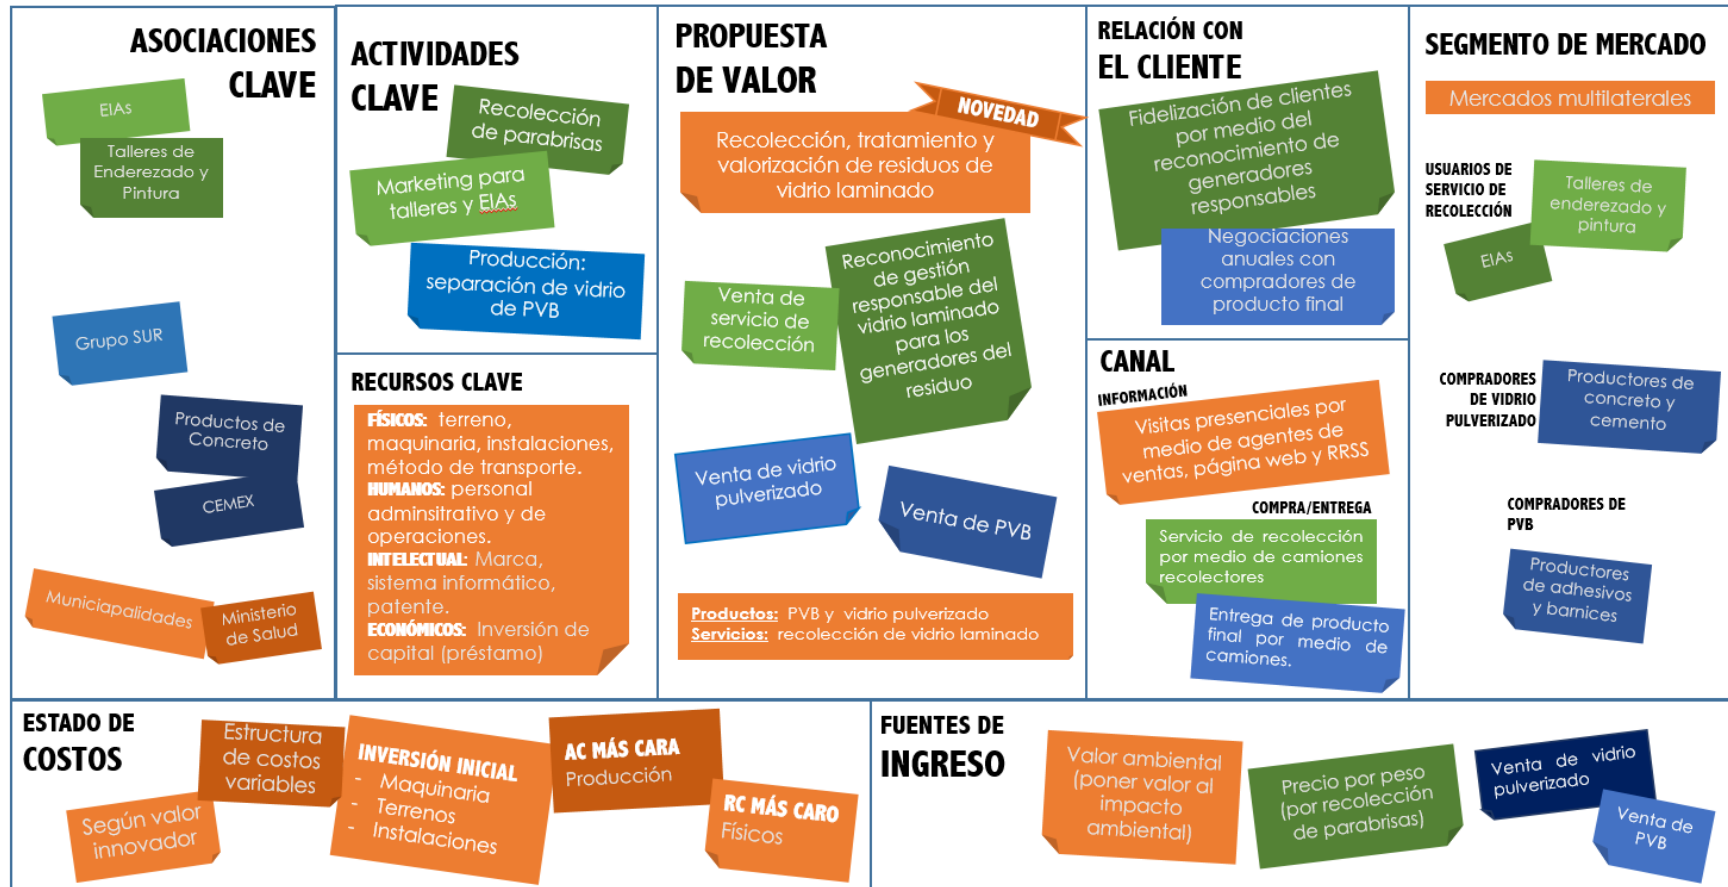 ASOCIACIONES
CLAVE
EIAs
Talleres de
Enderezado y
Pintura
Grupo SUR
Productos de
Concreto
CEMEX
Municiapalidades
Ministerio
de Salud
ACTIVIDADES
CLAVE
Recolección
de parabrisas
Marketing para
talleres y EIAs
Producción:
separación de vidrio
de PVB
RECURSOS CLAVE
FÍSICOS: terreno,
maquinaria, instalaciones,
método de transporte.
HUMANOS: personal
adminsitrativo y de
operaciones.
INTELECTUAL: Marca,
sistema informático,
patente.
ECONÓMICOS: Inversión de
capital (préstamo)
PROPUESTA
DE VALOR
NOVEDAD
Recolección, tratamiento y
valorización de residuos de
vidrio laminado
Venta de
servicio de
recolección
Reconocimiento
de gestión
responsable del
vidrio laminado
para los
generadores del
residuo
Venta de vidrio
pulverizado
Venta de PVB
Productos: PVB y vidrio pulverizado
Servicios: recolección de vidrio laminado
RELACIÓN CON
EL CLIENTE
Fidelización de clientes
por medio del
reconocimiento de
generadores
responsables
Negociaciones
anuales con
compradores de
producto final
CANAL
INFORMACIÓN
Visitas presenciales por
medio de agentes de
ventas, página web y RRSS
COMPRA/ENTREGA
Servicio de recolección
por medio de camiones
recolectores
Entrega de producto
final por medio de
camiones.
SEGMENTO DE MERCADO
Mercados multilaterales
USUARIOS DE
SERVICIO DE
RECOLECCIÓN
Talleres de
enderezado y
pintura
EIAs
COMPRADORES
DE VIDRIO
PULVERIZADO
Productores de
concreto y
cemento
COMPRADORES DE
PVB
Productores
de adhesivos
y barnices
ESTADO DE
COSTOS
Según valor
innovador
Estructura
de costos
variables
INVERSIÓN INICIAL
- Maquinaria
- Terrenos
- Instalaciones
AC MÁS CARA
Producción
RC MÁS CARO
Físicos
FUENTES DE
INGRESO
Valor ambiental
(poner valor al
impacto
ambiental)
Precio por peso
(por recolección
de parabrisas)
Venta de vidrio
pulverizado
Venta de
PVB